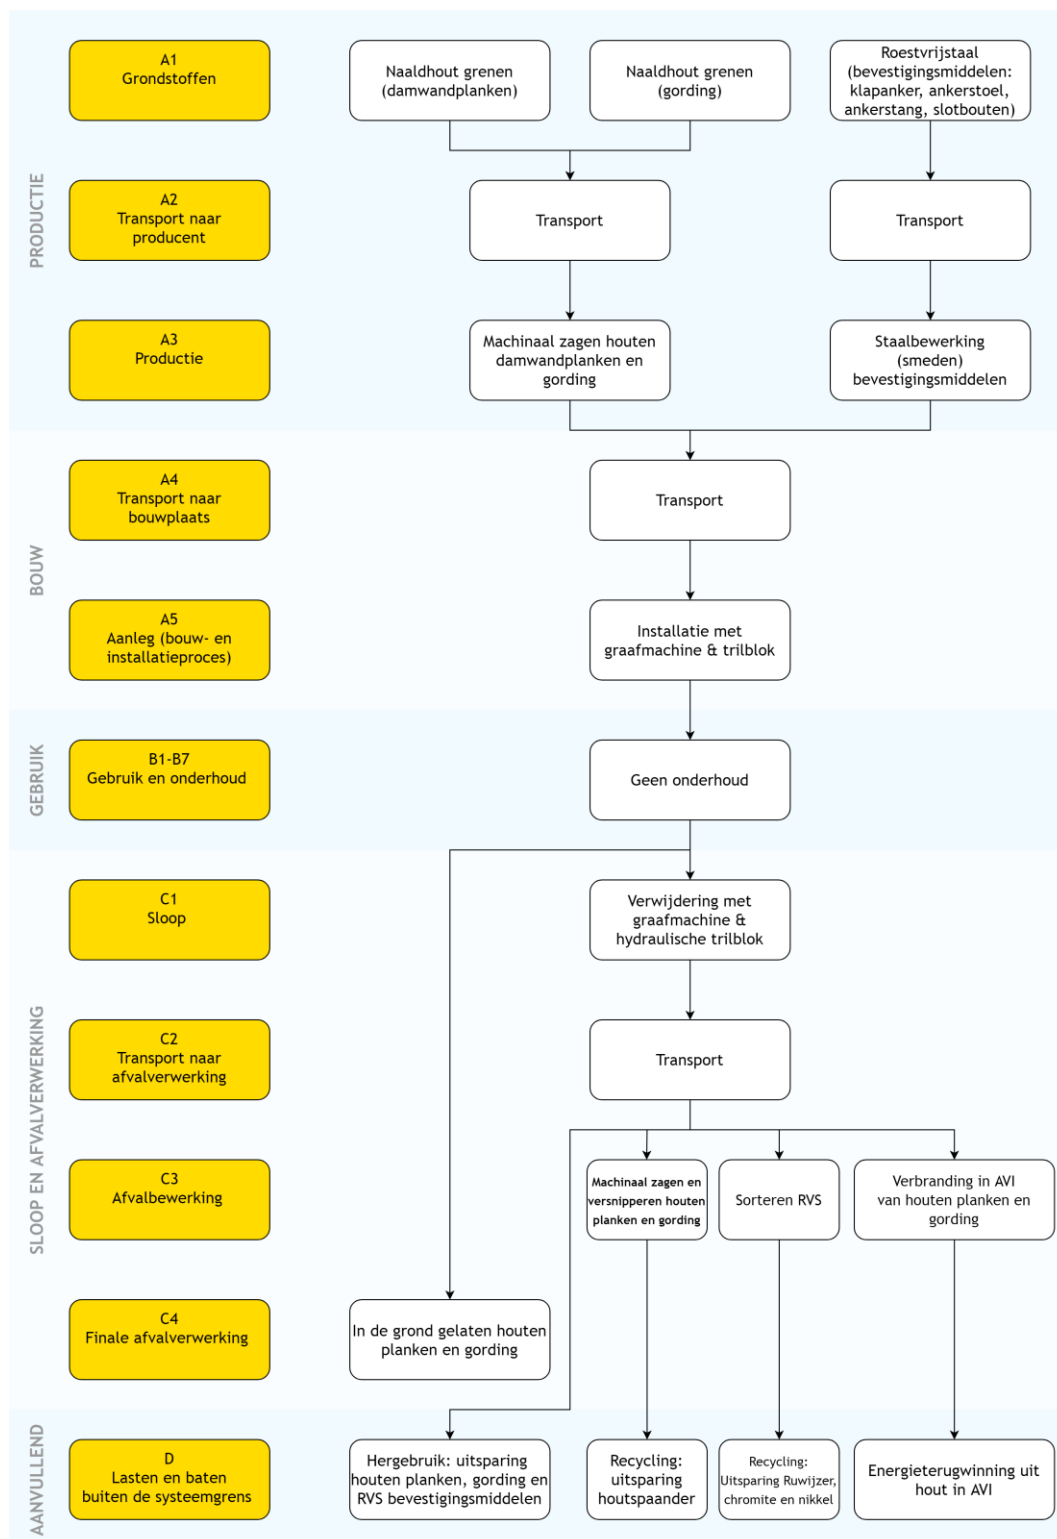 PRODUCTIE
A1
Grondstoffen
Naaldhout grenen
(damwandplanken)
Naaldhout grenen
(gording)
Roestvrijstaal
(bevestigingsmiddelen:
klapanker, ankerstoel,
ankerstang, slotbouten)
A2
Transport naar
producent
Transport
Transport
A3
Productie
Machinaal zagen houten
damwandplanken en
gording
Staalbewerking
(smeden)
bevestigingsmiddelen
BOUW
A4
Transport naar
bouwplaats
Transport
A5
Aanleg (bouw- en
installatieproces)
Installatie met
graafmachine & trilblok
GEBRUIK
B1-B7
Gebruik en onderhoud
Geen onderhoud
SLOOP EN AFVALVERWERKING
C1
Sloop
Verwijdering met
graafmachine &
hydraulische trilblok
C2
Transport naar
afvalverwerking
Transport
C3
Afvalbewerking
Machinaal zagen en
versnipperen houten
planken en gording
Sorteren RVS
Verbranding in AVI
van houten planken en
gording
C4
Finale afvalverwerking
In de grond gelaten houten
planken en gording
AANVULLEND
D
Lasten en baten
buiten de systeemgrens
Hergebruik: uitsparing
houten planken, gording en
RVS bevestigingsmiddelen
Recycling:
uitsparing
houtspaander
Recycling:
Uitsparing Ruwijzer,
chromite en nikkel
Energieterugwinning uit
hout in AVI